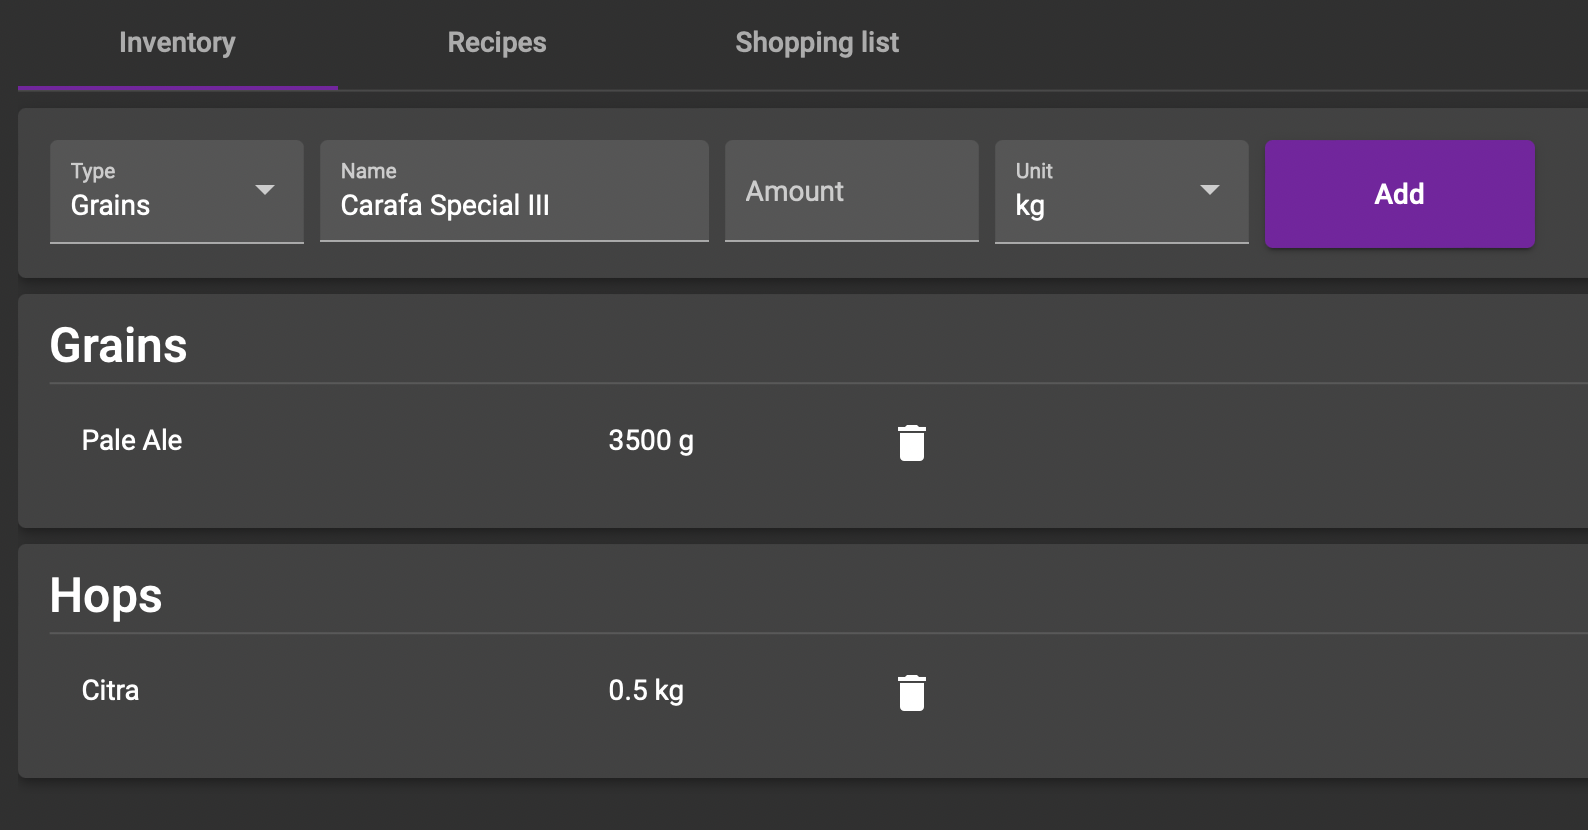 Inventory Recipes Shopping list
Type Name Unit
Grains Carafa Special III Amount kg Add
Grains
Pale Ale 3500 g
Hops
Citra 0.5 kg